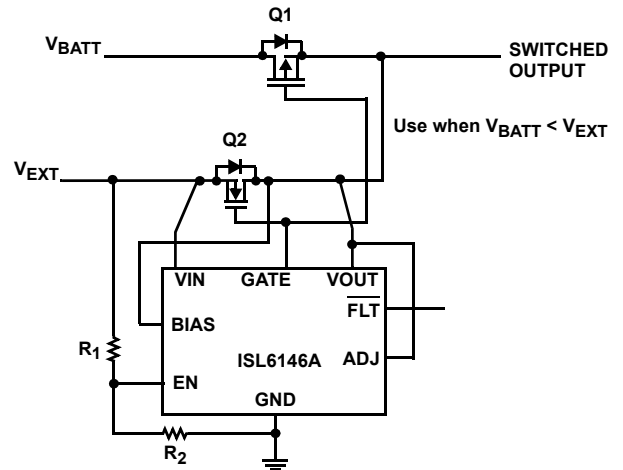 Q1
VBATT
SWITCHED
OUTPUT
Use when VBATT < VEXT
Q2
VEXT
VIN
GATE
VOUT
FLT
BIAS
R1
ISL6146A
ADJ
EN
GND
R2